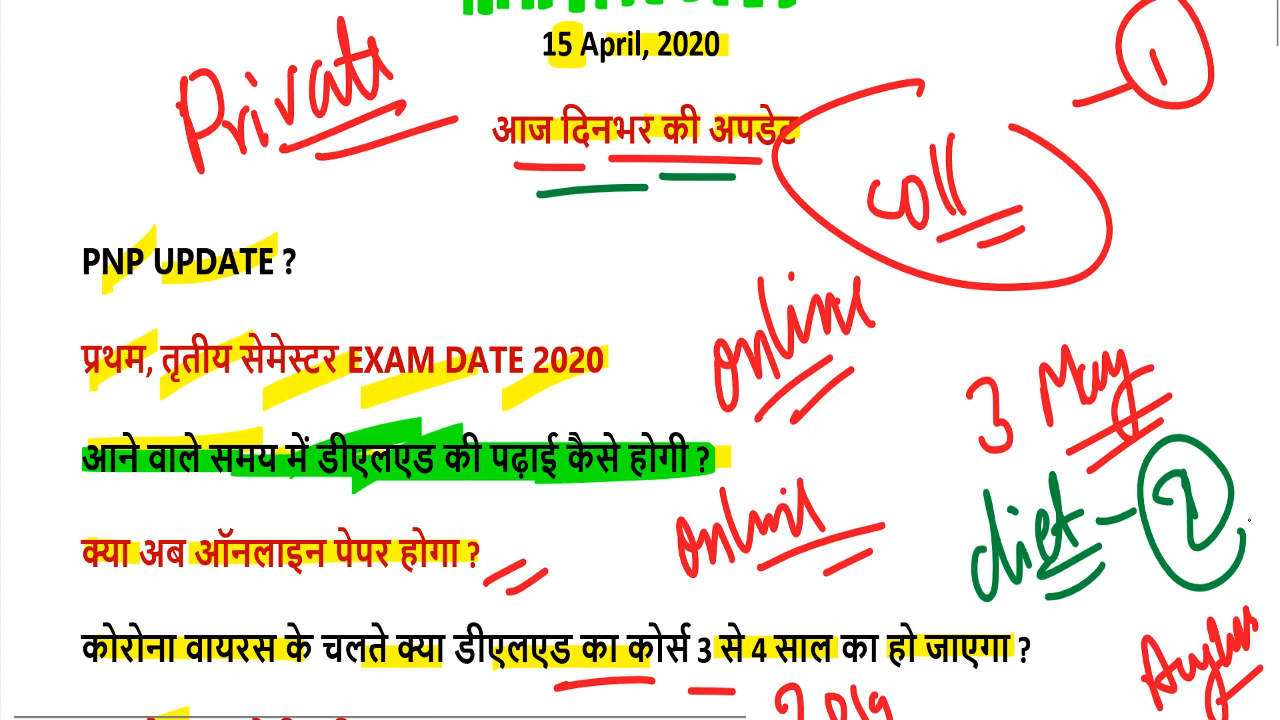 15 April, 2020
Private
1
आज दिनभर की अपडेट
Coll
PNP UPDATE ?
online
प्रथम, तृतीय सेमेस्टर EXAM DATE 2020
3 May
आने वाले समय में डीएलएड की पढ़ाई कैसे होगी ?
diet - 2
क्या अब ऑनलाइन पेपर होगा ?
कोरोना वायरस के चलते क्या डीएलएड का कोर्स 3 से 4 साल का हो जाएगा ?
2019